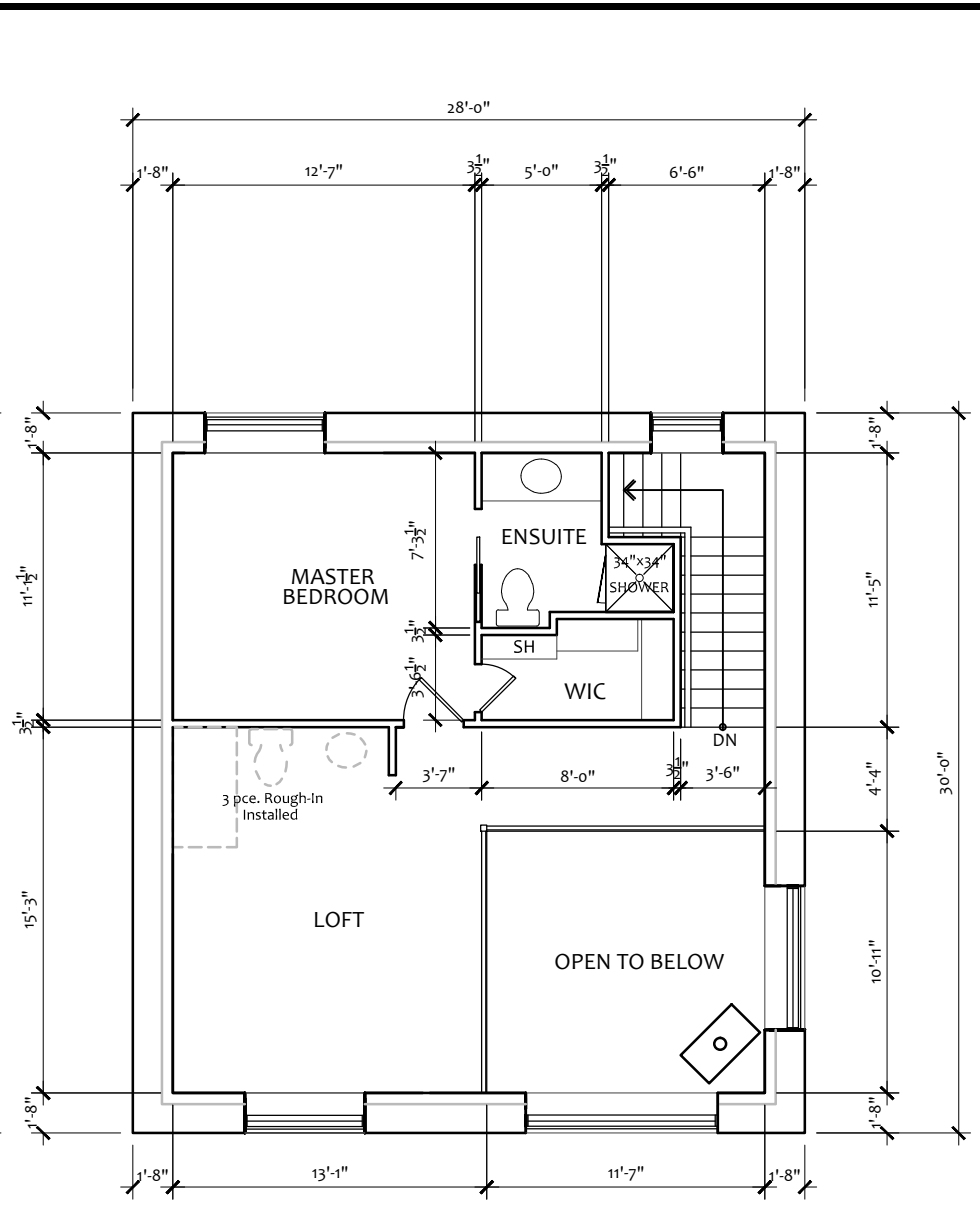 28'-0"
1'-8" 12'-7" 3½" 5'-0" 3½" 6'-6" 1'-8"
1'-8" 1'-8"
7'-3½" ENSUITE
11'-1½" MASTER
BEDROOM
34"x34"
SHOWER
11'-5"
3½" SH
3'-6½" WIC
3½"
DN
3'-7" 8'-0" 3½" 3'-6" 4'-4" 30'-0"
3 pce. Rough-In
Installed
15'-3" LOFT
OPEN TO BELOW 10'-11"
1'-8" 1'-8"
1'-8" 13'-1" 11'-7" 1'-8"